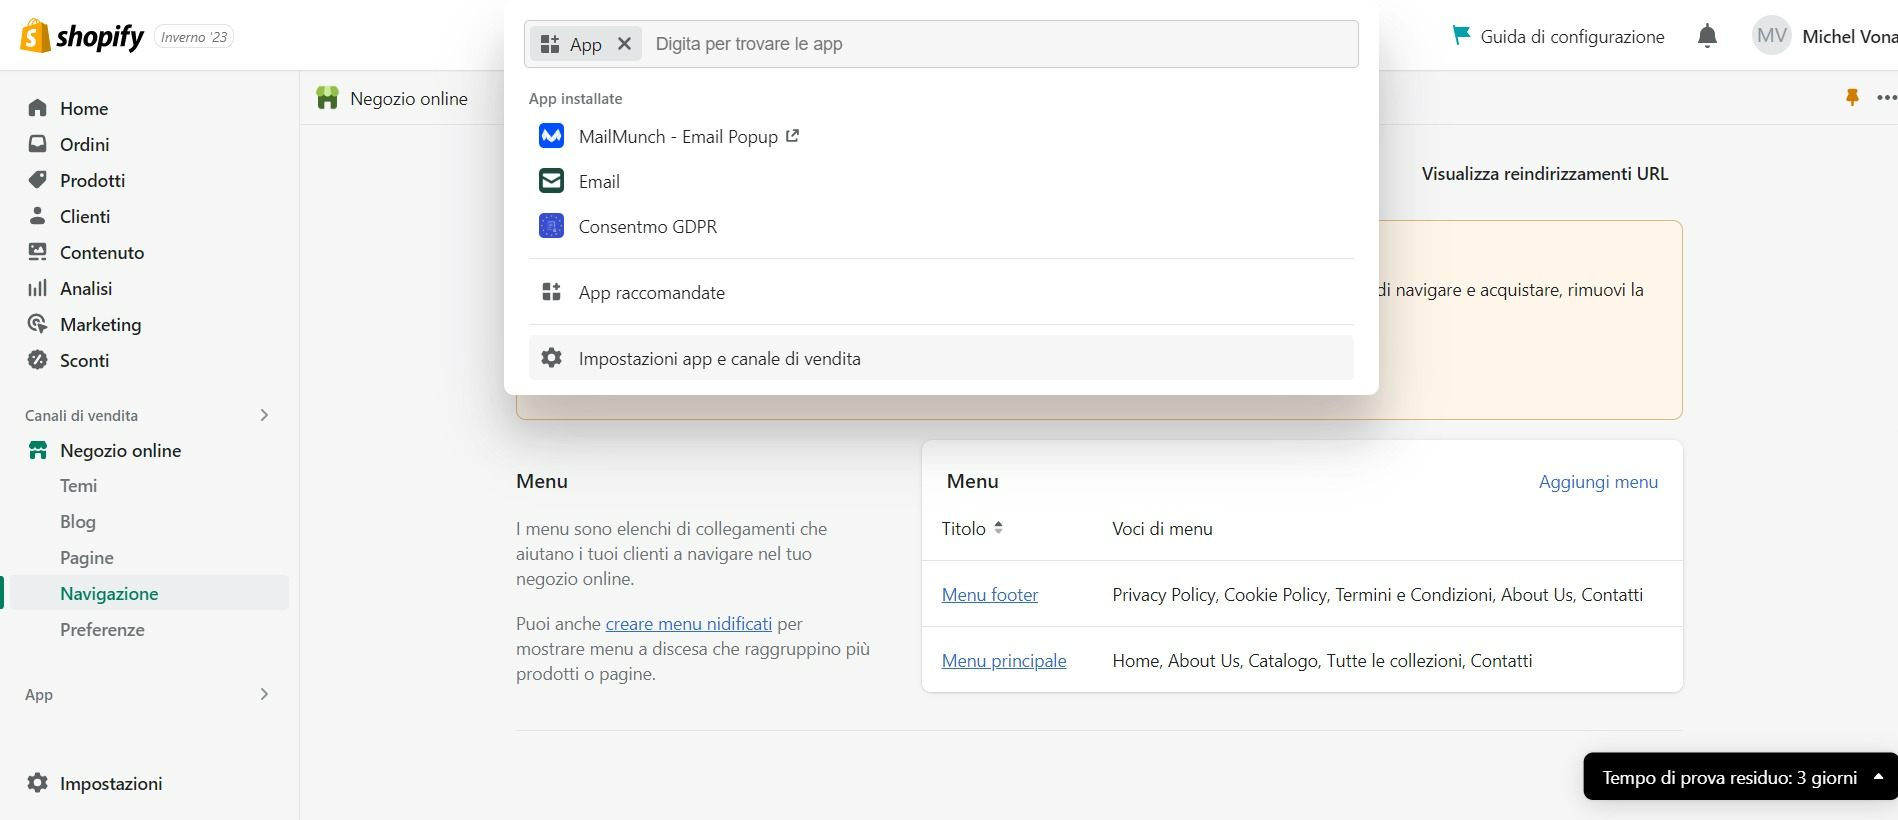 shopify
Inverno '23
App
Digita per trovare le app
Guida di configurazione
MV
Michel Vona
Home
Ordini
Prodotti
Clienti
Contenuto
Analisi
Marketing
Sconti
Canali di vendita
Negozio online
Temi
Blog
Pagine
Navigazione
Preferenze
App
Impostazioni
Negozio online
App installate
MailMunch - Email Popup
Email
Consentmo GDPR
App raccomandate
Impostazioni app e canale di vendita
Visualizza reindirizzamenti URL
di navigare e acquistare, rimuovi la
Menu
I menu sono elenchi di collegamenti che
aiutano i tuoi clienti a navigare nel tuo
negozio online.
Puoi anche creare menu nidificati per
mostrare menu a discesa che raggruppino più
prodotti o pagine.
Menu
Aggiungi menu
Titolo
Voci di menu
Menu footer
Privacy Policy, Cookie Policy, Termini e Condizioni, About Us, Contatti
Menu principale
Home, About Us, Catalogo, Tutte le collezioni, Contatti
Tempo di prova residuo: 3 giorni